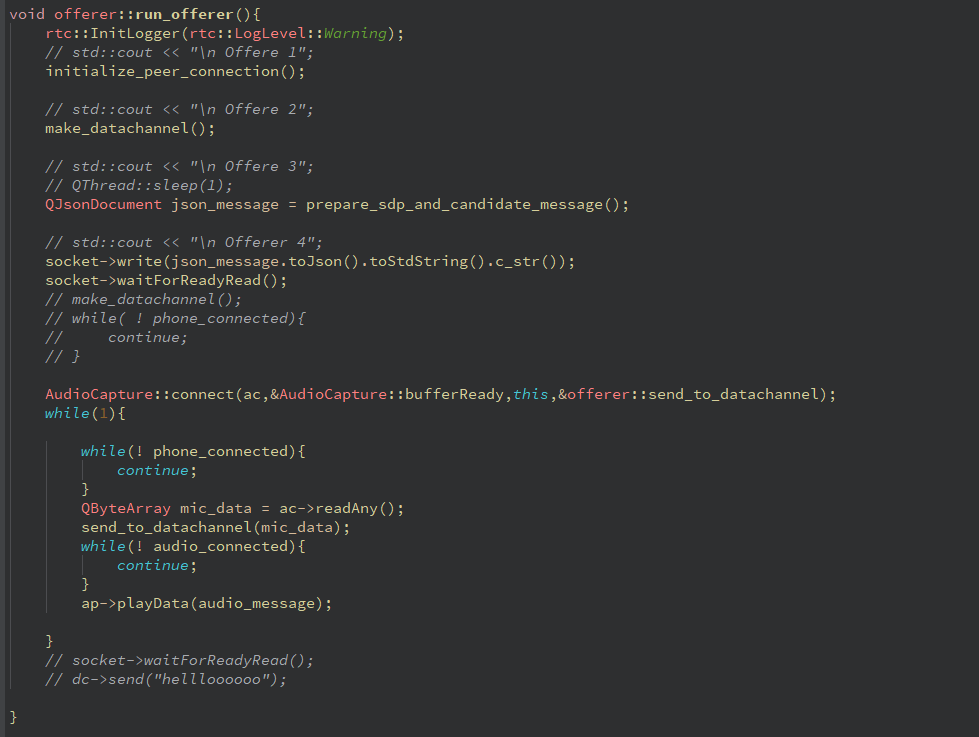 void offerer::run_offerer(){
    rtc::InitLogger(rtc::LogLevel::Warning);
    // std::cout << "\n Offere 1";
    initialize_peer_connection();

    // std::cout << "\n Offere 2";
    make_datachannel();

    // std::cout << "\n Offere 3";
    // QThread::sleep(1);
    QJsonDocument json_message = prepare_sdp_and_candidate_message();

    // std::cout << "\n Offerer 4";
    socket->write(json_message.toJson().toStdString().c_str());
    socket->waitForReadyRead();
    // make_datachannel();
    // while( ! phone_connected){
    //     continue;
    // }

    AudioCapture::connect(ac,&AudioCapture::bufferReady,this,&offerer::send_to_datachannel);
    while(1){

        while(! phone_connected){
            continue;
        }
        QByteArray mic_data = ac->readAny();
        send_to_datachannel(mic_data);
        while(! audio_connected){
            continue;
        }
        ap->playData(audio_message);

    }
    // socket->waitForReadyRead();
    // dc->send("hellloooooo");

}